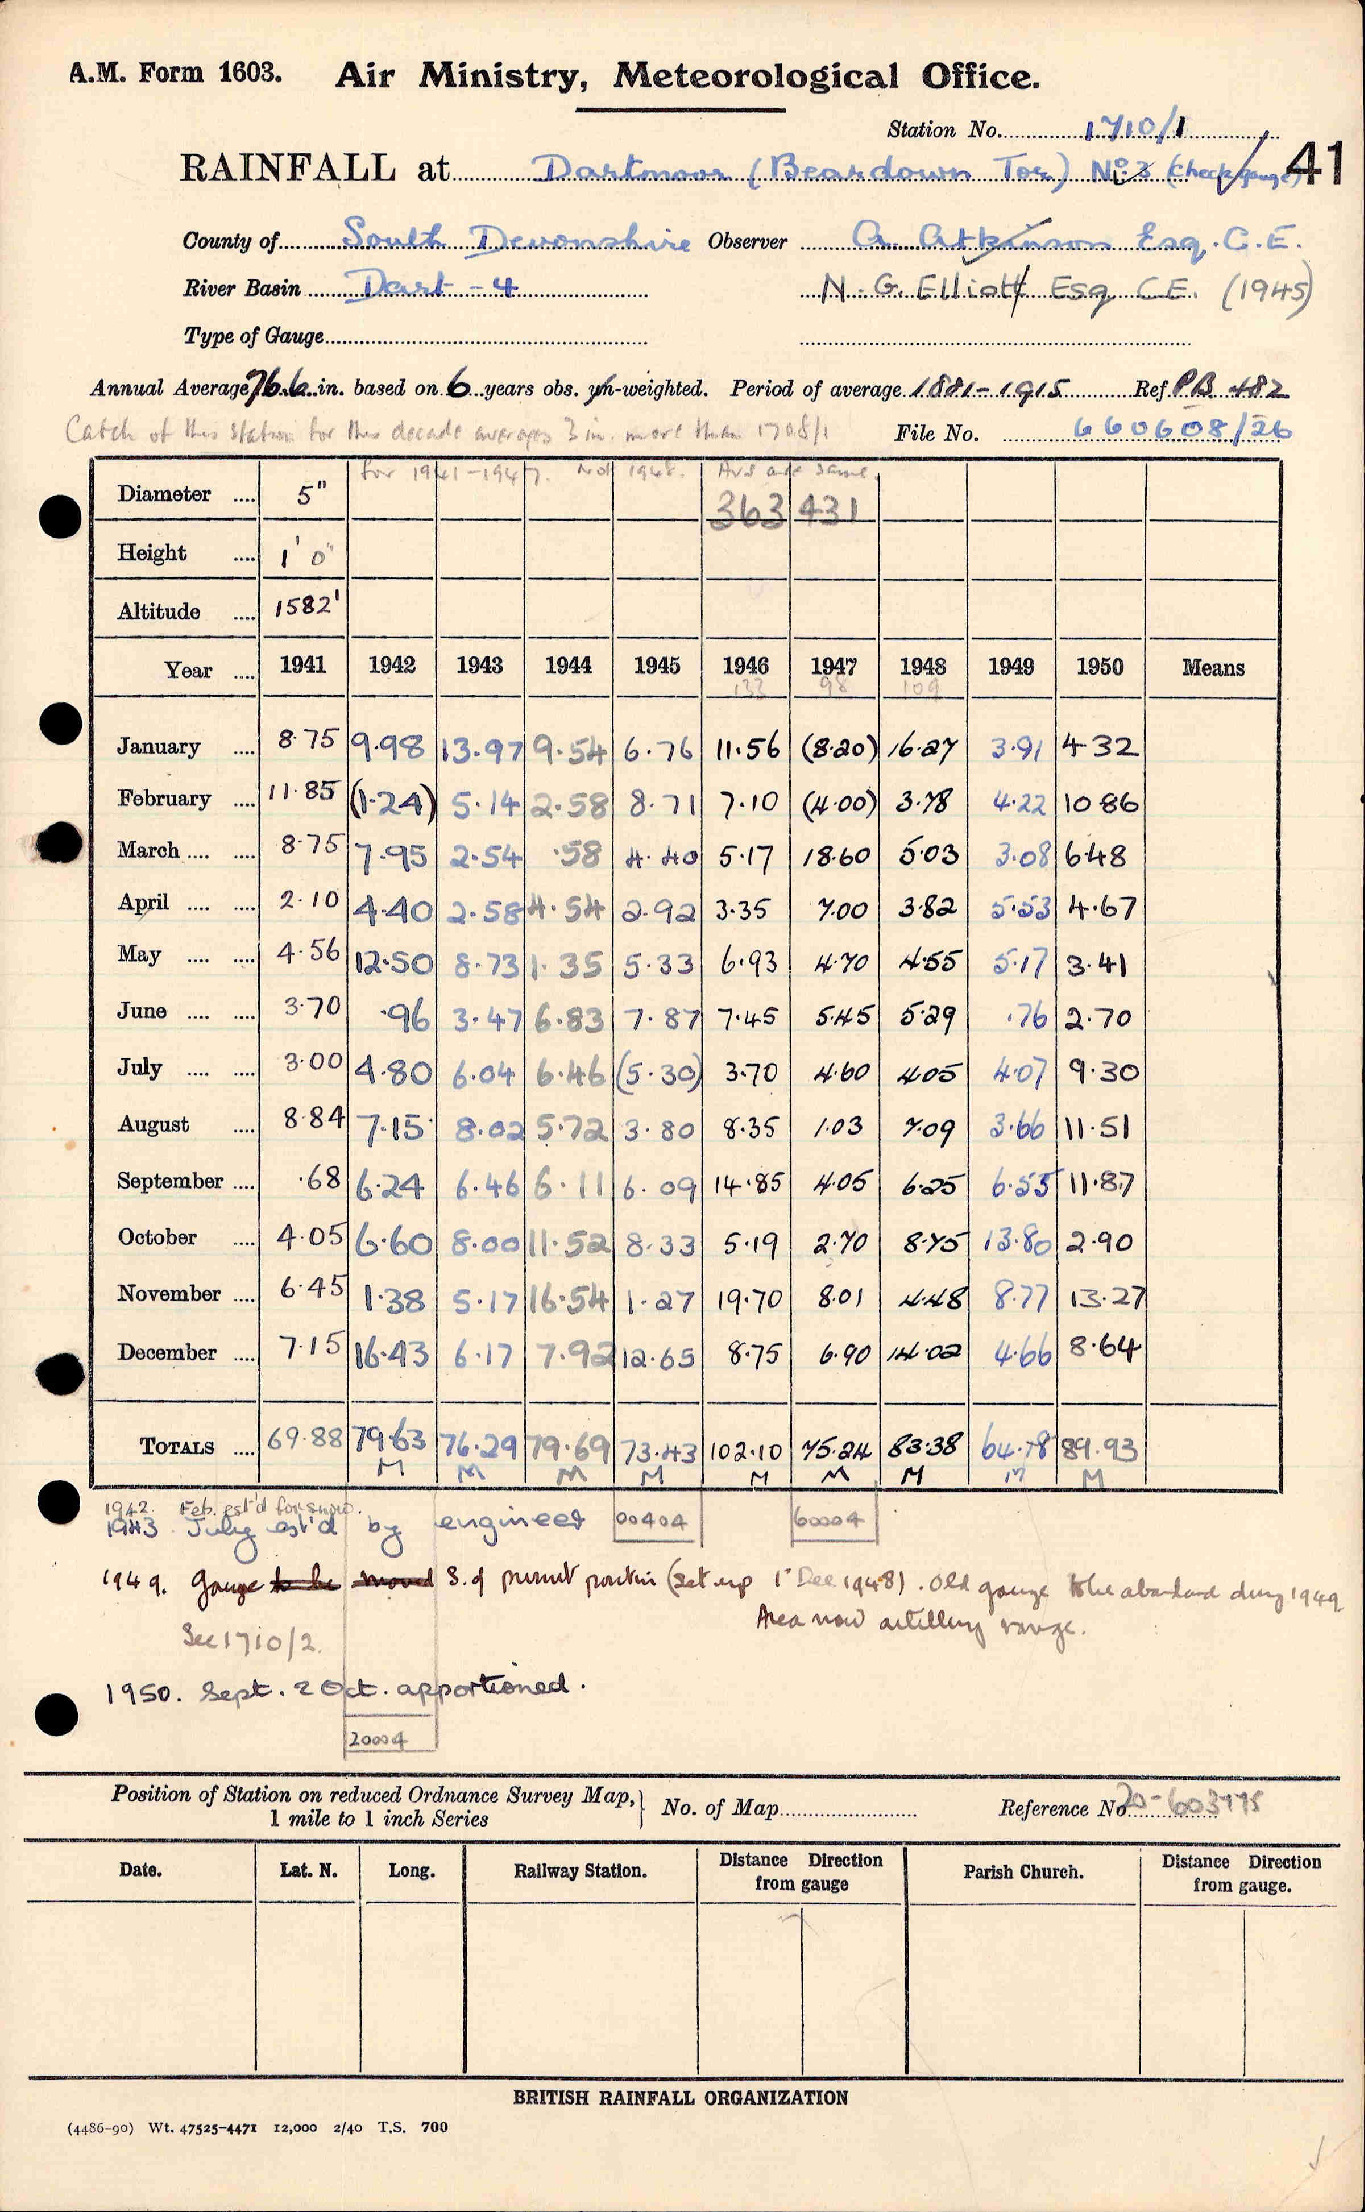 A.M. Form 1603. Air Ministry, Meteorological Office.
Station No. 1710/1
RAINFALL at Dartmoor (Beardown Tor) No. 3 (Check gauge) 41
County of South Devonshire Observer A. Atkinson Esq. C.E.
River Basin Dart - 4 N. G. Elliott Esq C.E. (1945)
Type of Gauge
Annual Average 76.6 in. based on 6 years obs. un-weighted. Period of average 1881-1915 Ref PB 482
Catch of this station for this decade averages 3 in. more than 1708/1 File No. 660608/26
for 1941-1947. Not 1948. Avs are same.
Diameter .... 5" 363 431
Height .... 1' 0"
Altitude .... 1582'
Year .... 1941 1942 1943 1944 1945 1946 1947 1948 1949 1950 Means
133 98 109
January .... 8.75 9.98 13.97 9.54 6.76 11.56 (8.20) 16.27 3.91 4.32
February .... 11.85 (1.24) 5.14 2.58 8.71 7.10 (4.00) 3.78 4.22 10.86
March .... .... 8.75 7.95 2.54 .58 4.40 5.17 18.60 5.03 3.08 6.48
April .... .... 2.10 4.40 2.58 4.54 2.92 3.35 7.00 3.82 5.53 4.67
May .... .... 4.56 12.50 8.73 1.35 5.33 6.93 4.70 4.55 5.17 3.41
June .... .... 3.70 .96 3.47 6.83 7.87 7.45 5.45 5.29 .76 2.70
July .... .... 3.00 4.80 6.04 6.46 (5.30) 3.70 4.60 4.05 4.07 9.30
August .... 8.84 7.15 8.02 5.72 3.80 8.35 1.03 7.09 3.66 11.51
September .... .68 6.24 6.46 6.11 6.09 14.85 4.05 6.25 6.55 11.87
October .... 4.05 6.60 8.00 11.52 8.33 5.19 2.70 8.75 13.80 2.90
November .... 6.45 1.38 5.17 16.54 1.27 19.70 8.01 4.48 8.77 13.27
December .... 7.15 16.43 6.17 7.92 12.65 8.75 6.90 14.02 4.66 8.64
TOTALS .... 69.88 79.63 76.29 79.69 73.43 102.10 75.24 83.38 64.78 89.93
M M M M M M M M M
1942. Feb. est'd for snow.
1943. July est'd by engineer 00404 60004
1949. Gauge to be moved S. of present position (set up 1st Dec 1948). Old gauge to be abandoned during 1949
Area now artillery range.
See 1710/2.
1950. Sept. & Oct. apportioned.
20004
Position of Station on reduced Ordnance Survey Map, 1 mile to 1 inch Series } No. of Map Reference No. 20-603775
Date. Lat. N. Long. Railway Station. Distance Direction from gauge Parish Church. Distance Direction from gauge.
BRITISH RAINFALL ORGANIZATION
(4486-90) Wt. 47525-4471 12,000 2/40 T.S. 700